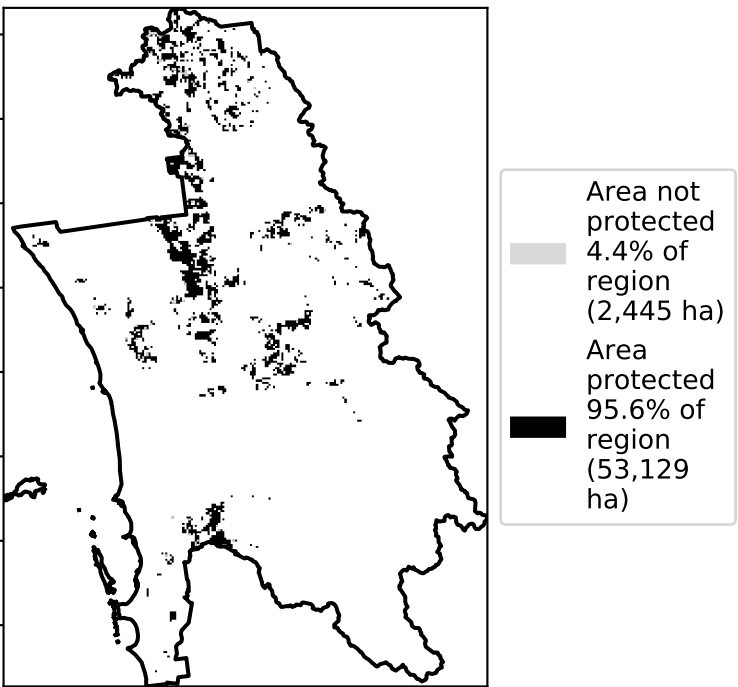 Area not
protected
4.4% of
region
(2,445 ha)
Area
protected
95.6% of
region
(53,129
ha)